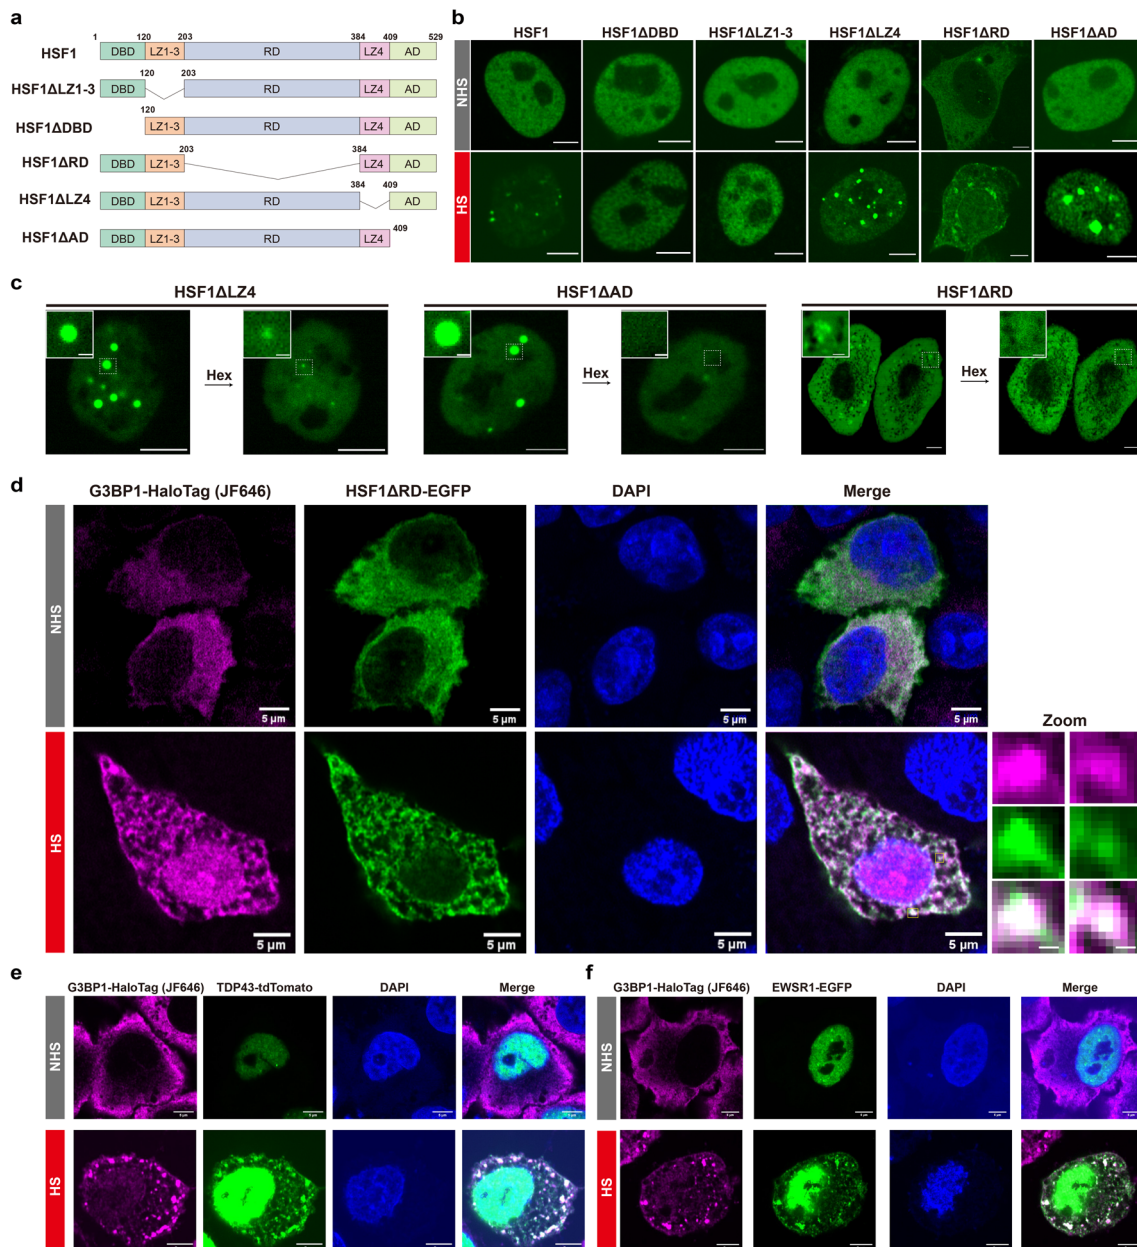 a
1 120 203 384 409 529
HSF1 DBD LZ1-3 RD LZ4 AD
120 203
HSF1ΔLZ1-3 DBD RD LZ4 AD
120
HSF1ΔDBD LZ1-3 RD LZ4 AD
203 384
HSF1ΔRD DBD LZ1-3 LZ4 AD
384 409
HSF1ΔLZ4 DBD LZ1-3 RD AD
409
HSF1ΔAD DBD LZ1-3 RD LZ4
b
HSF1 HSF1ΔDBD HSF1ΔLZ1-3 HSF1ΔLZ4 HSF1ΔRD HSF1ΔAD
NHS
HS
c
HSF1ΔLZ4 HSF1ΔAD HSF1ΔRD
Hex Hex Hex
d
G3BP1-HaloTag (JF646) HSF1ΔRD-EGFP DAPI Merge
NHS
5 µm 5 µm 5 µm 5 µm
Zoom
HS
5 µm 5 µm 5 µm 5 µm
e
G3BP1-HaloTag (JF646) TDP43-tdTomato DAPI Merge
NHS
HS
f
G3BP1-HaloTag (JF646) EWSR1-EGFP DAPI Merge
NHS
HS